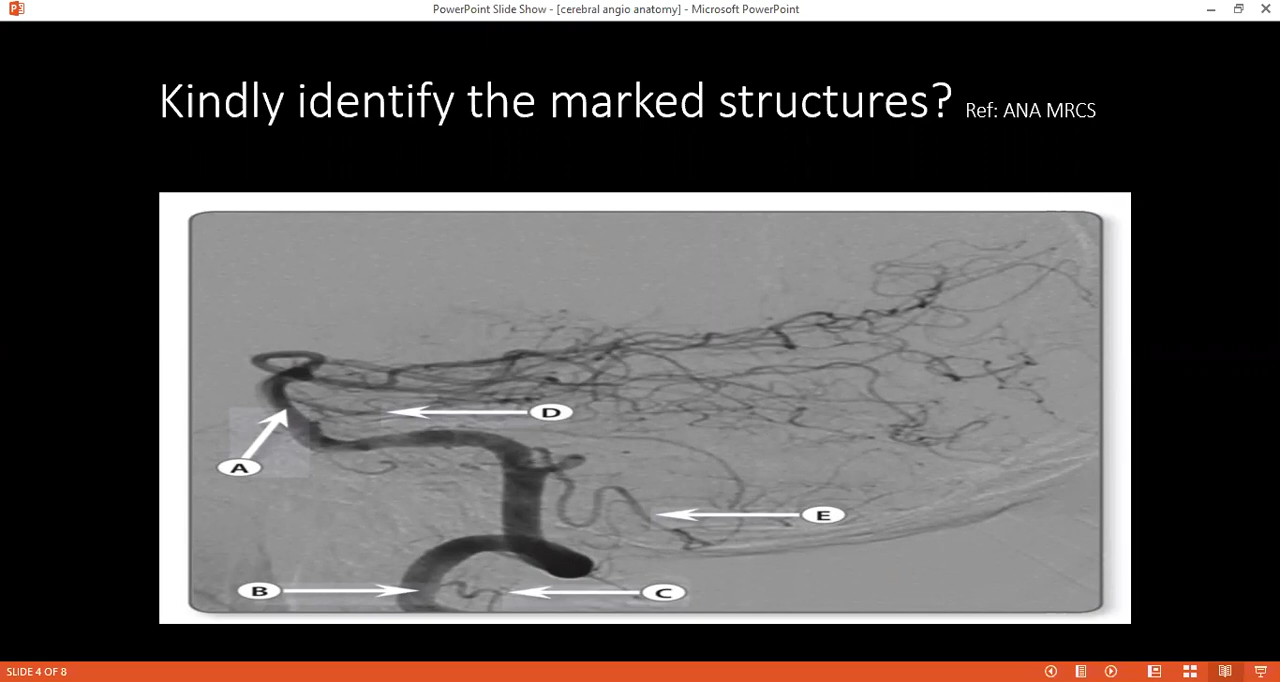 PowerPoint Slide Show - [cerebral angio anatomy] - Microsoft PowerPoint
Kindly identify the marked structures? Ref: ANA MRCS
D
A
E
B
C
SLIDE 4 OF 8